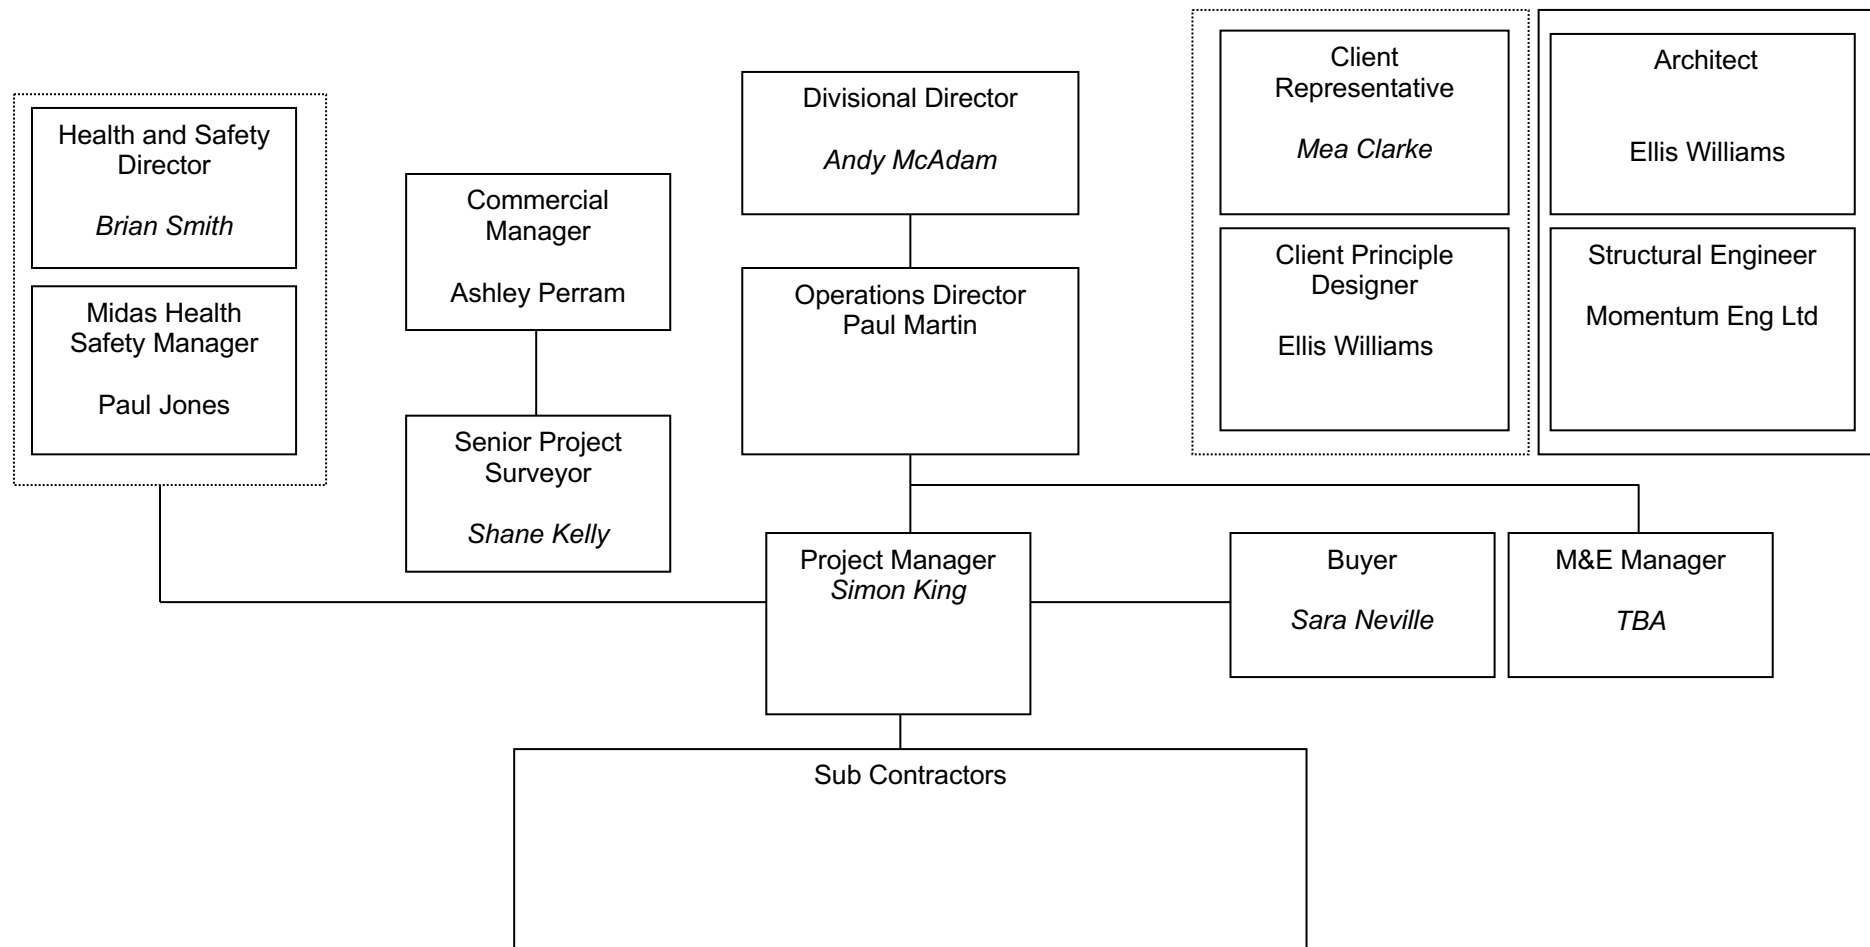 Health and Safety
Director
Brian Smith
Midas Health
Safety Manager
Paul Jones
Commercial
Manager
Ashley Perram
Senior Project
Surveyor
Shane Kelly
Divisional Director
Andy McAdam
Operations Director
Paul Martin
Client
Representative
Mea Clarke
Client Principle
Designer
Ellis Williams
Architect
Ellis Williams
Structural Engineer
Momentum Eng Ltd
Project Manager
Simon King
Buyer
Sara Neville
M&E Manager
TBA
Sub Contractors